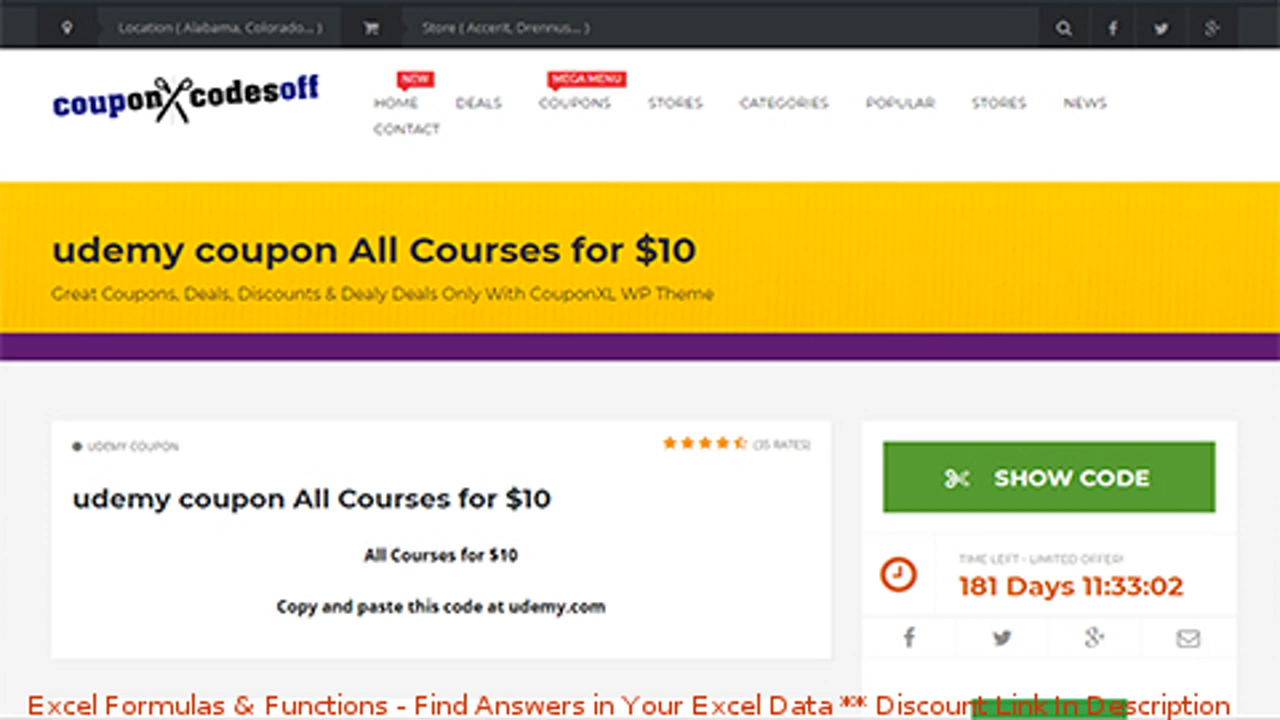 Location ( Alabama, Colorado... )
Store ( Accerit, Drennus... )
couponXcodesoff
NEW
MEGA MENU
HOME DEALS COUPONS STORES CATEGORIES POPULAR STORES NEWS
CONTACT
udemy coupon All Courses for $10
Great Coupons, Deals, Discounts & Dealy Deals Only With CouponXL WP Theme
UDEMY COUPON
(35 RATES)
udemy coupon All Courses for $10
All Courses for $10
Copy and paste this code at udemy.com
SHOW CODE
TIME LEFT - LIMITED OFFER!
181 Days 11:33:02
Excel Formulas & Functions - Find Answers in Your Excel Data ** Discount Link In Description